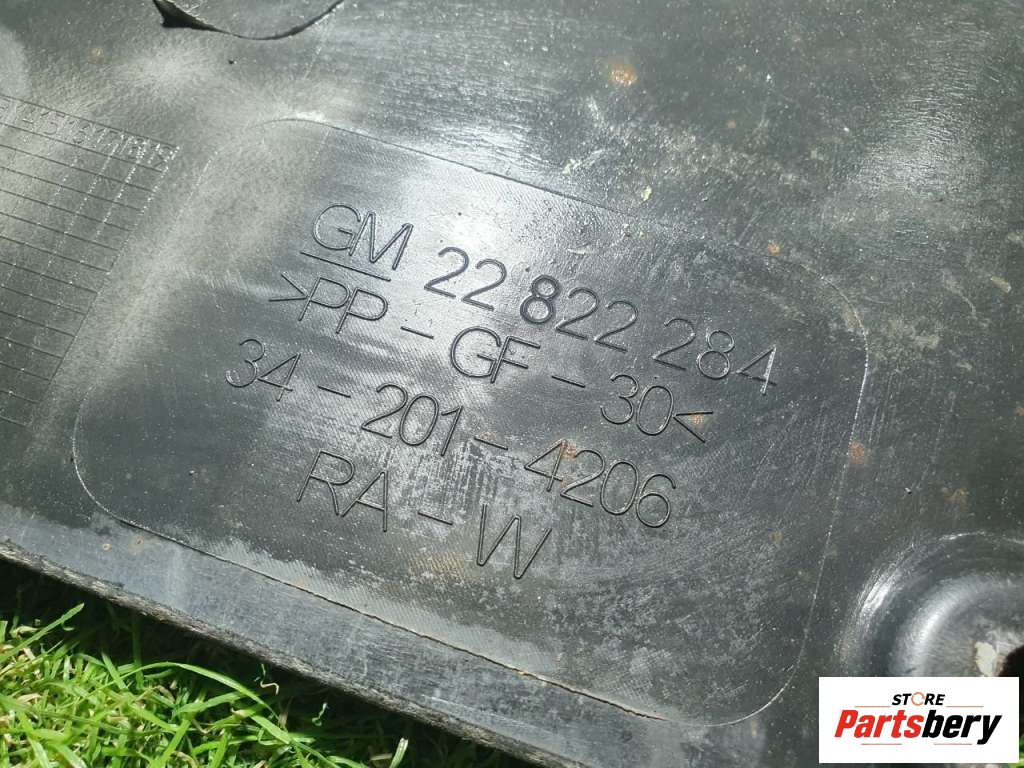 GM 22 822 284
>PP-GF-30<
34-201-4206
RA-W
STORE
Partsbery